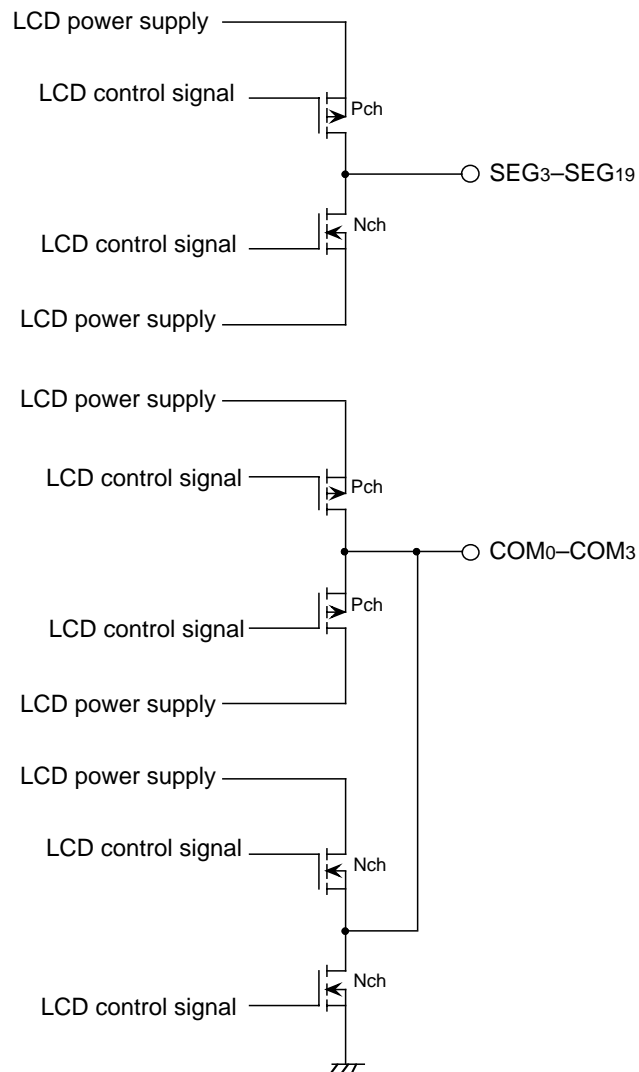 LCD power supply
LCD control signal
Pch
SEG3–SEG19
Nch
LCD control signal
LCD power supply
LCD power supply
LCD control signal
Pch
COM0–COM3
Pch
LCD control signal
LCD power supply
LCD power supply
LCD control signal
Nch
Nch
LCD control signal